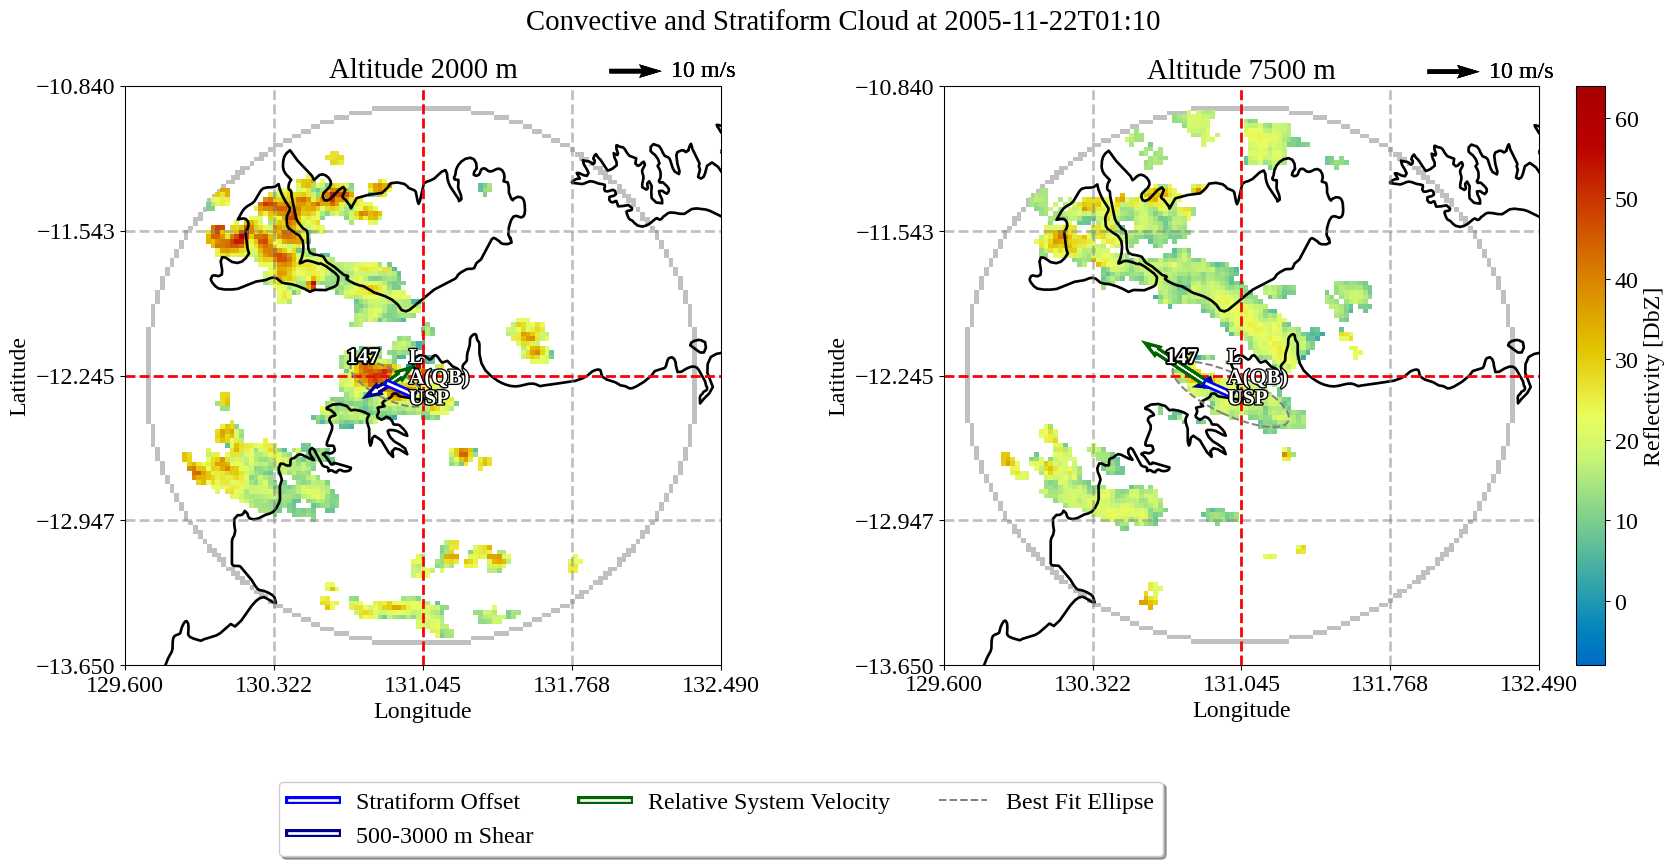 Convective and Stratiform Cloud at 2005-11-22T01:10
Altitude 2000 m
10 m/s
−10.840
−11.543
−12.245
−12.947
−13.650
Latitude
147
L
A(QB)
USP
129.600 130.322 131.045 131.768 132.490
Longitude
Altitude 7500 m
10 m/s
−10.840
−11.543
−12.245
−12.947
−13.650
Latitude
147
L
A(QB)
USP
129.600 130.322 131.045 131.768 132.490
Longitude
60
50
40
30
20
10
0
Reflectivity [DbZ]
Stratiform Offset
500-3000 m Shear
Relative System Velocity
Best Fit Ellipse